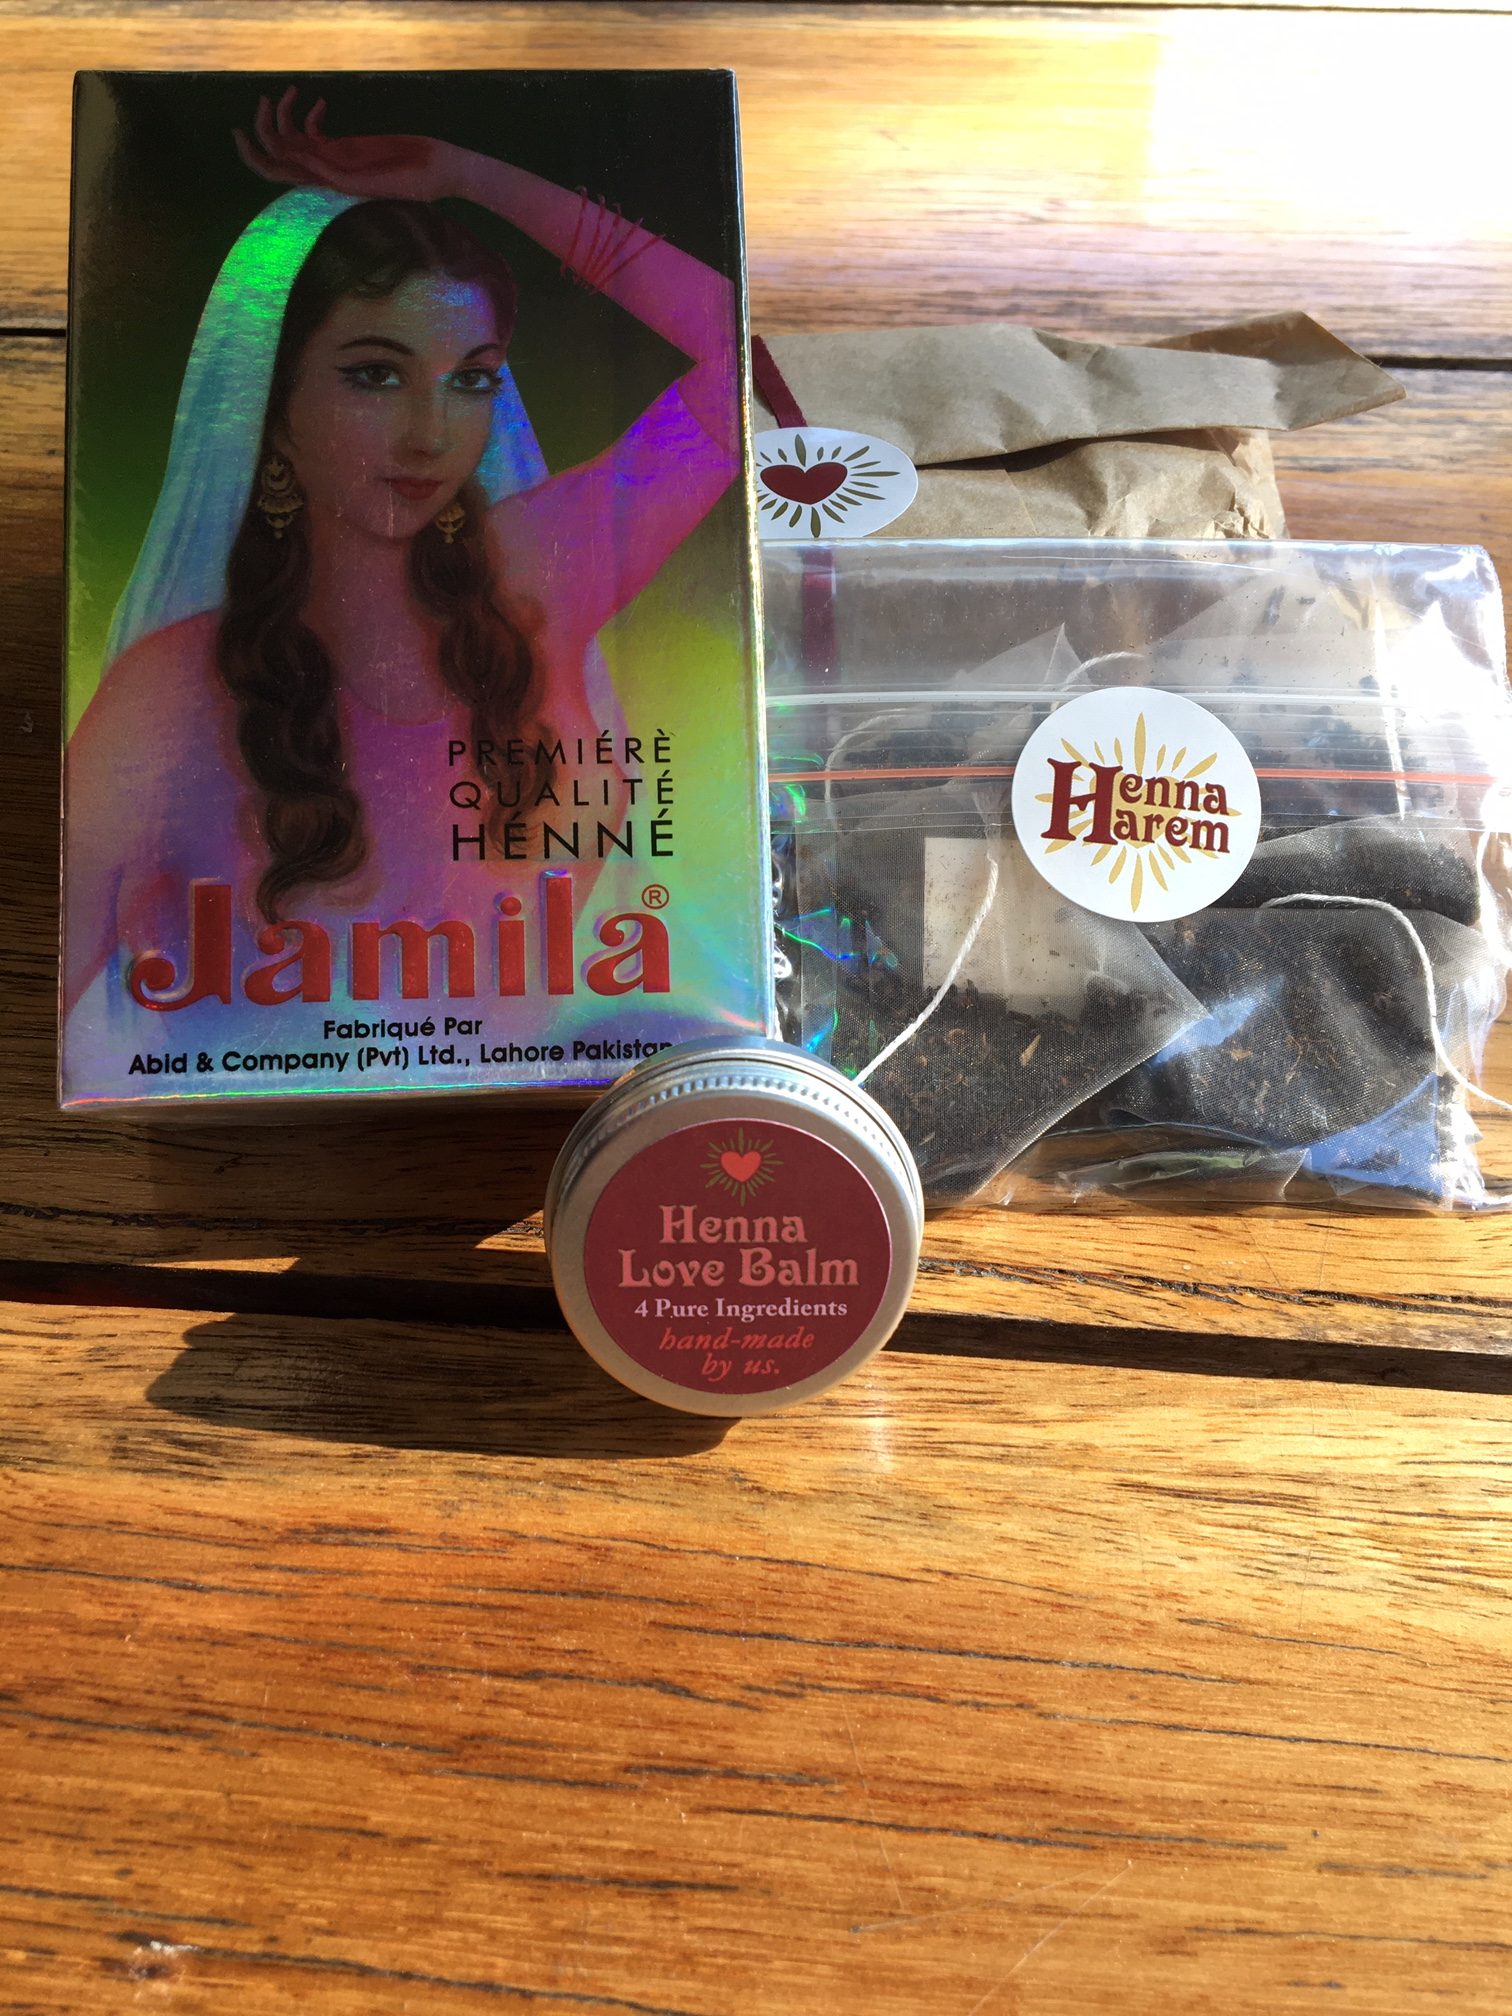 PREMIÉRÈ
QUALITÉ
HÉNNÉ
Jamila®
Fabriqué Par
Abid & Company (Pvt) Ltd., Lahore Pakistan
Henna
Harem
Henna
Love Balm
4 Pure Ingredients
hand-made
by us.